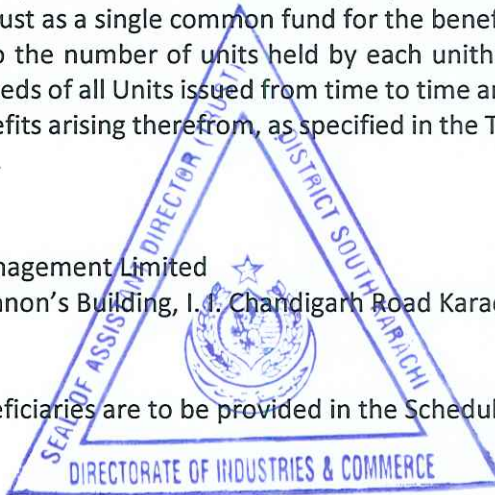 ust as a single common fund for the benef
o the number of units held by each unith
eeds of all Units issued from time to time ar
efits arising therefrom, as specified in the T
nagement Limited
nnon's Building, I. I. Chandigarh Road Karac
eficiaries are to be provided in the Schedul
SEAL OF ASSISTANT DIRECTOR (TRUST)
DISTRICT SOUTH KARACHI
DIRECTORATE OF INDUSTRIES & COMMERCE